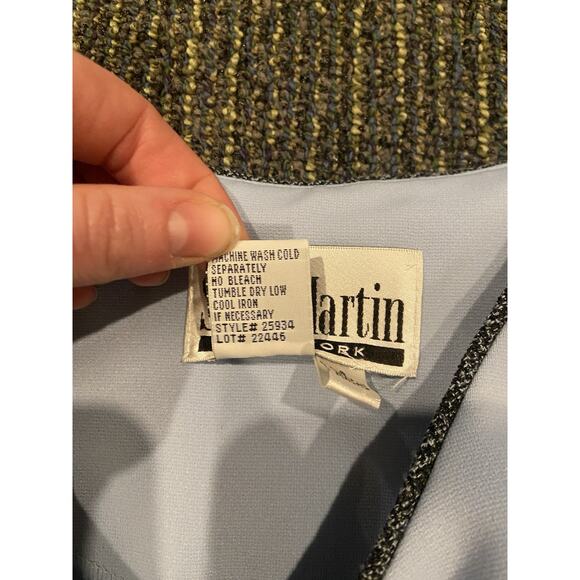 MACHINE WASH COLD
SEPARATELY
NO BLEACH
TUMBLE DRY LOW
COOL IRON
IF NECESSARY
STYLE# 25934
LOT# 22446
Martin
ORK